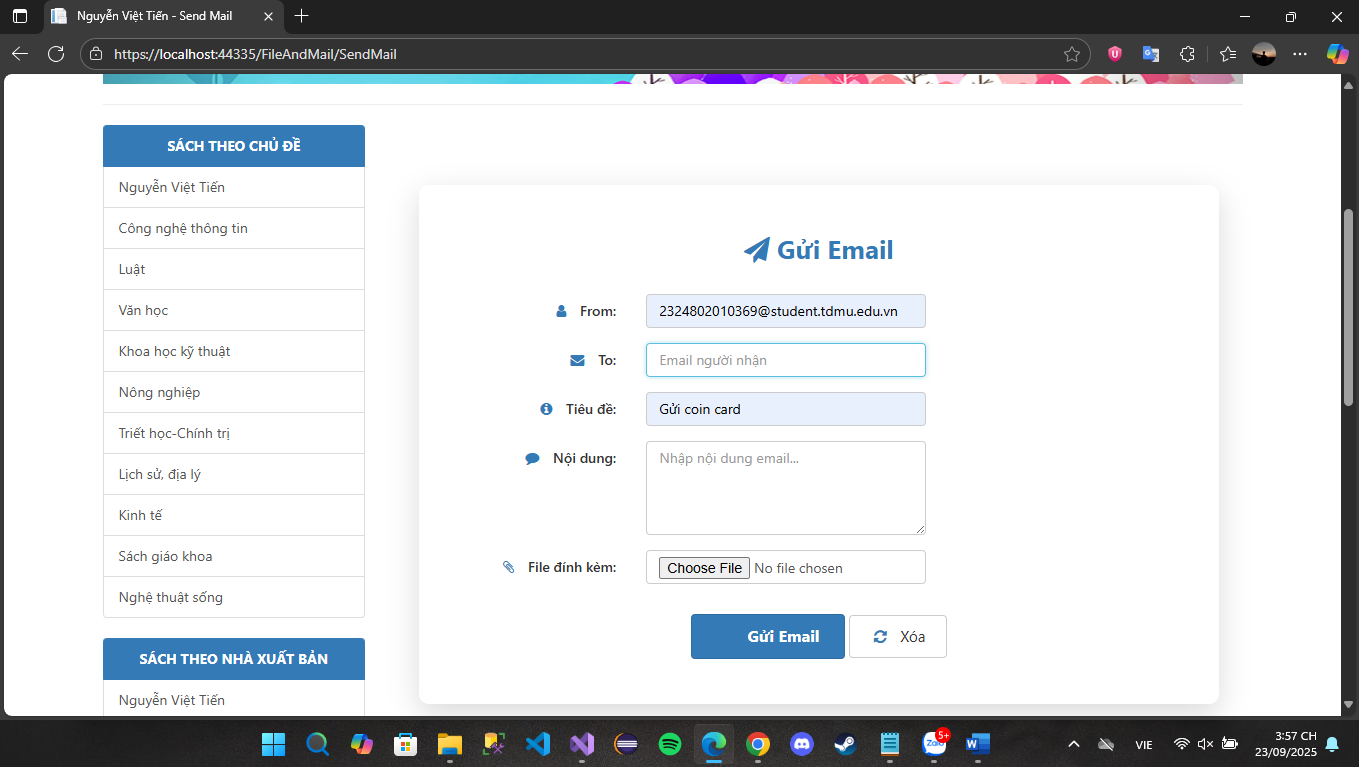 Nguyễn Việt Tiến - Send Mail
https://localhost:44335/FileAndMail/SendMail
SÁCH THEO CHỦ ĐỀ
Nguyễn Việt Tiến
Công nghệ thông tin
Luật
Văn học
Khoa học kỹ thuật
Nông nghiệp
Triết học-Chính trị
Lịch sử, địa lý
Kinh tế
Sách giáo khoa
Nghệ thuật sống
SÁCH THEO NHÀ XUẤT BẢN
Nguyễn Việt Tiến
Gửi Email
From: 2324802010369@student.tdmu.edu.vn
To: Email người nhận
Tiêu đề: Gửi coin card
Nội dung: Nhập nội dung email...
File đính kèm: Choose File No file chosen
Gửi Email Xóa
Zalo 5+
VIE
3:57 CH
23/09/2025